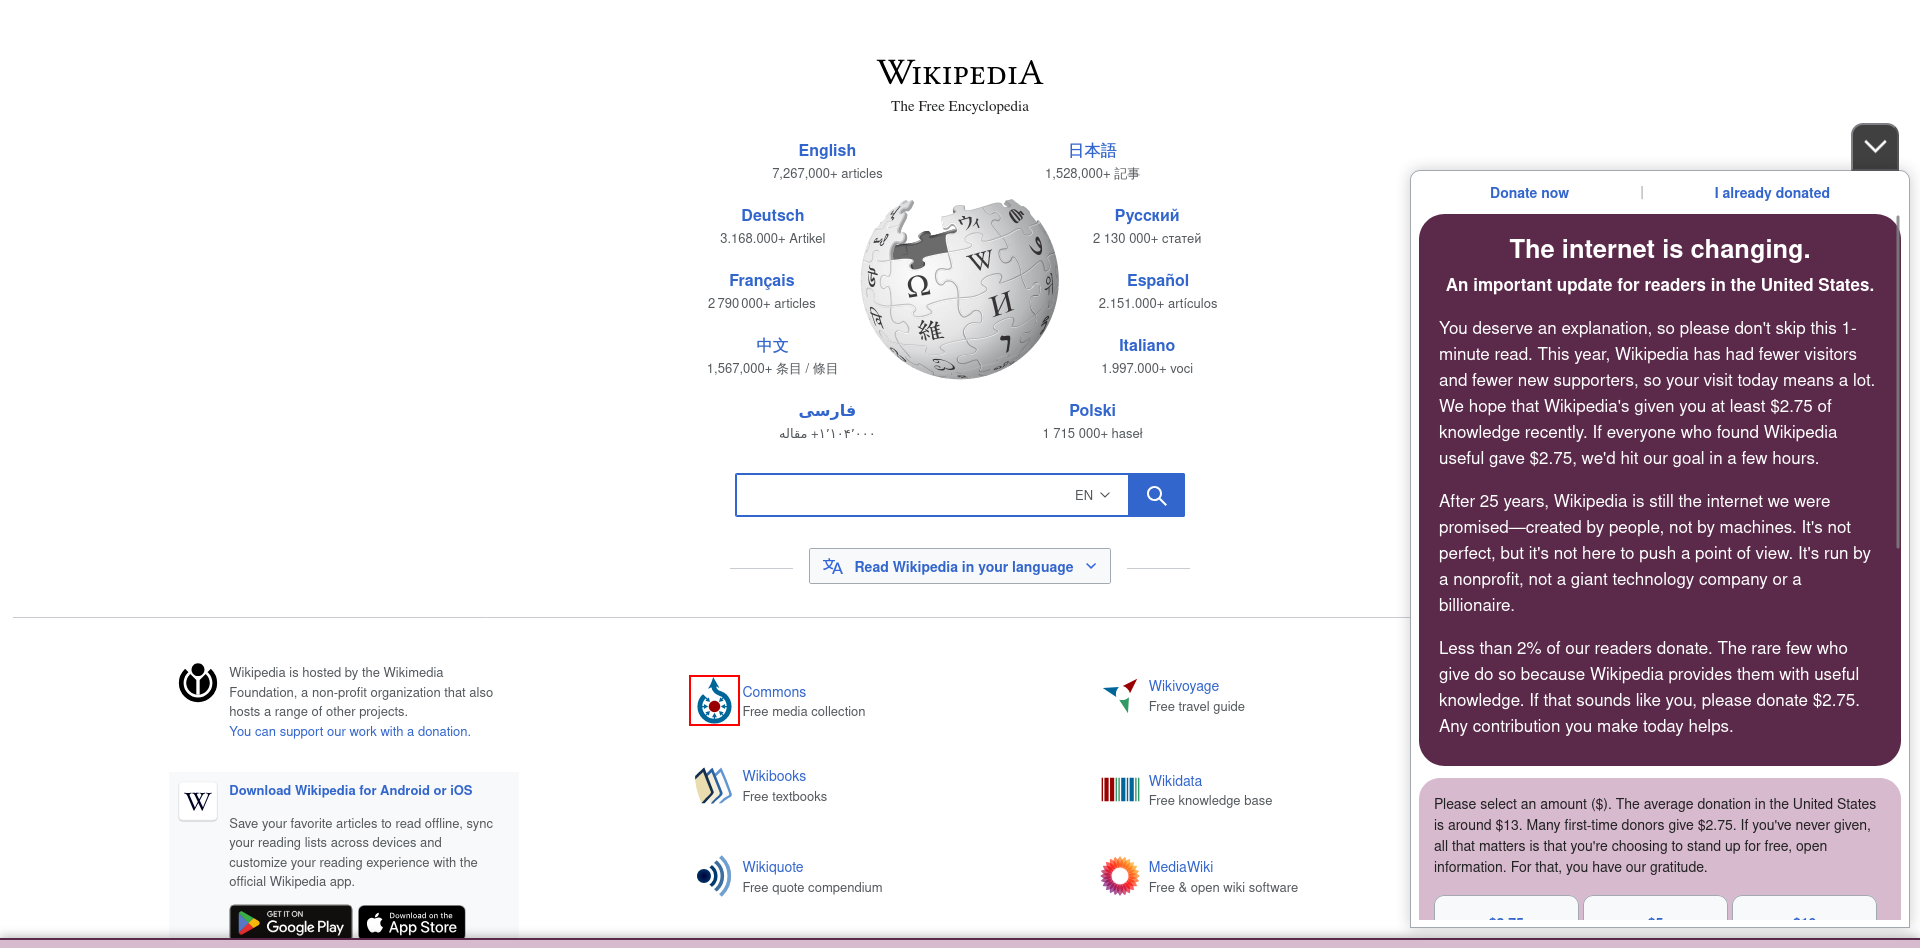 WIKIPEDIA
The Free Encyclopedia
English
7,267,000+ articles
日本語
1,528,000+ 記事
Deutsch
3.168.000+ Artikel
Русский
2 130 000+ статей
Français
2 790 000+ articles
Español
2.151.000+ artículos
中文
1,567,000+ 条目 / 條目
Italiano
1.997.000+ voci
فارسی
۱٬۱۰۴٬۰۰۰+ مقاله
Polski
1 715 000+ haseł
Ω
W
И
維
ウィ
EN
Read Wikipedia in your language
Wikipedia is hosted by the Wikimedia
Foundation, a non-profit organization that also
hosts a range of other projects.
You can support our work with a donation.
W
Download Wikipedia for Android or iOS
Save your favorite articles to read offline, sync
your reading lists across devices and
customize your reading experience with the
official Wikipedia app.
GET IT ON
Google Play
Download on the
App Store
Commons
Free media collection
Wikivoyage
Free travel guide
Wikibooks
Free textbooks
Wikidata
Free knowledge base
Wikiquote
Free quote compendium
MediaWiki
Free & open wiki software
Donate now | I already donated
The internet is changing.
An important update for readers in the United States.
You deserve an explanation, so please don't skip this 1-
minute read. This year, Wikipedia has had fewer visitors
and fewer new supporters, so your visit today means a lot.
We hope that Wikipedia's given you at least $2.75 of
knowledge recently. If everyone who found Wikipedia
useful gave $2.75, we'd hit our goal in a few hours.
After 25 years, Wikipedia is still the internet we were
promised—created by people, not by machines. It's not
perfect, but it's not here to push a point of view. It's run by
a nonprofit, not a giant technology company or a
billionaire.
Less than 2% of our readers donate. The rare few who
give do so because Wikipedia provides them with useful
knowledge. If that sounds like you, please donate $2.75.
Any contribution you make today helps.
Please select an amount ($). The average donation in the United States
is around $13. Many first-time donors give $2.75. If you've never given,
all that matters is that you're choosing to stand up for free, open
information. For that, you have our gratitude.